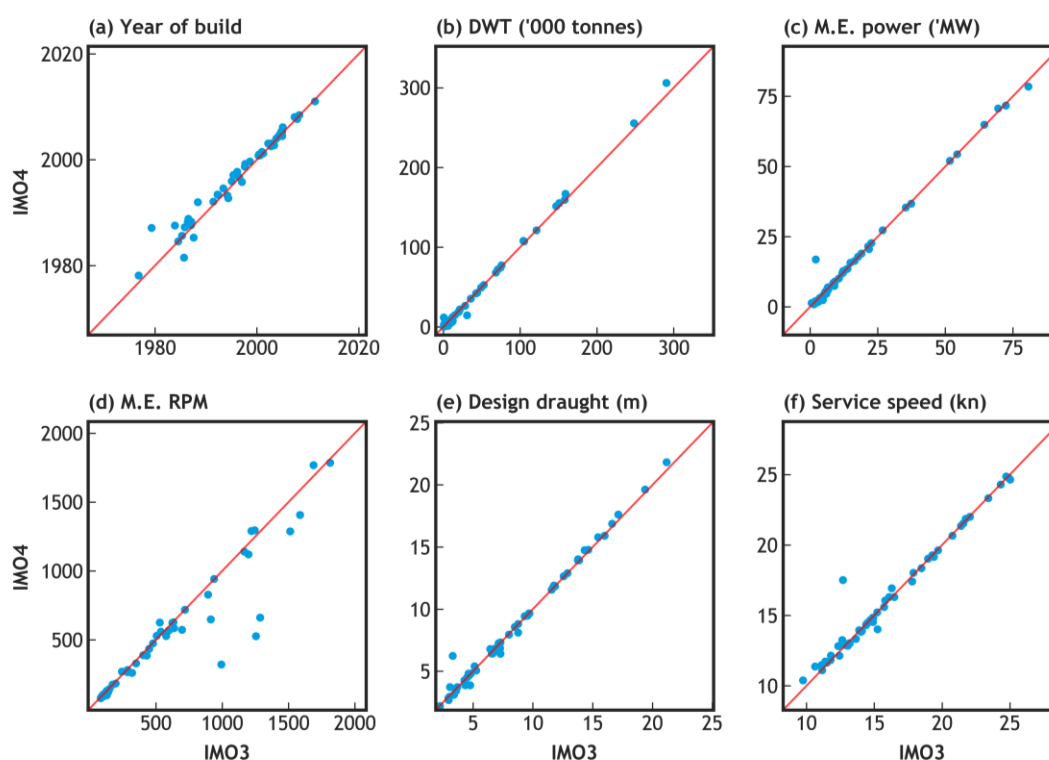 (a) Year of build
2020
2000
1980
1980 2000 2020
IMO4
(b) DWT ('000 tonnes)
300
200
100
0
0 100 200 300
(c) M.E. power ('MW)
75
50
25
0
0 25 50 75
(d) M.E. RPM
2000
1500
1000
500
500 1000 1500 2000
IMO4
IMO3
(e) Design draught (m)
25
20
15
10
5
5 10 15 20 25
IMO3
(f) Service speed (kn)
25
20
15
10
10 15 20 25
IMO3